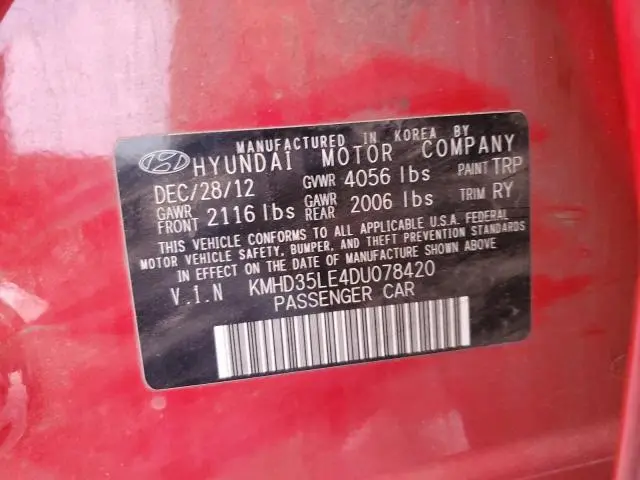 MANUFACTURED IN KOREA BY
HYUNDAI MOTOR COMPANY
DEC/28/12 GVWR 4056 lbs PAINT TRP
GAWR FRONT 2116 lbs GAWR REAR 2006 lbs TRIM RY
THIS VEHICLE CONFORMS TO ALL APPLICABLE U.S.A. FEDERAL
MOTOR VEHICLE SAFETY, BUMPER, AND THEFT PREVENTION STANDARDS
IN EFFECT ON THE DATE OF MANUFACTURE SHOWN ABOVE
V.I.N KMHD35LE4DU078420
PASSENGER CAR